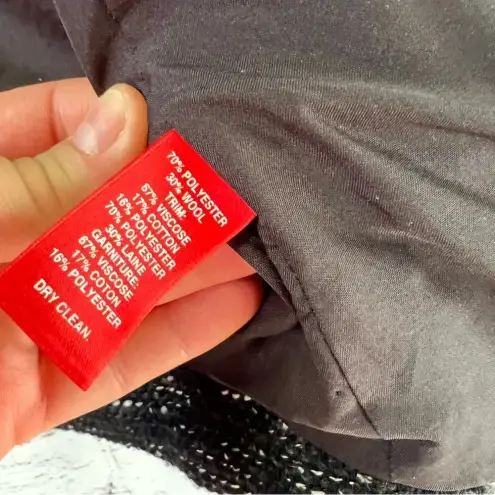 70% POLYESTER
30% WOOL
TRIM:
67% VISCOSE
17% COTTON
16% POLYESTER
70% POLYESTER
30% LAINE
GARNITURE:
67% VISCOSE
17% COTON
16% POLYESTER
DRY CLEAN.